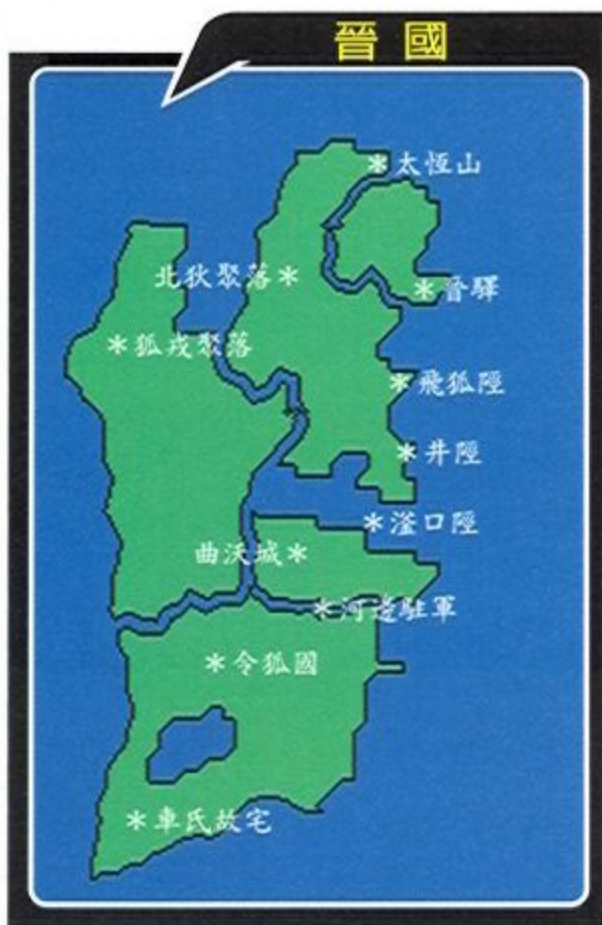 晉國
*太恆山
北狄聚落*
*晉驛
*狐戎聚落
*飛狐陘
*井陘
*滏口陘
曲沃城*
*河邊駐軍
*令狐國
*車氏故宅